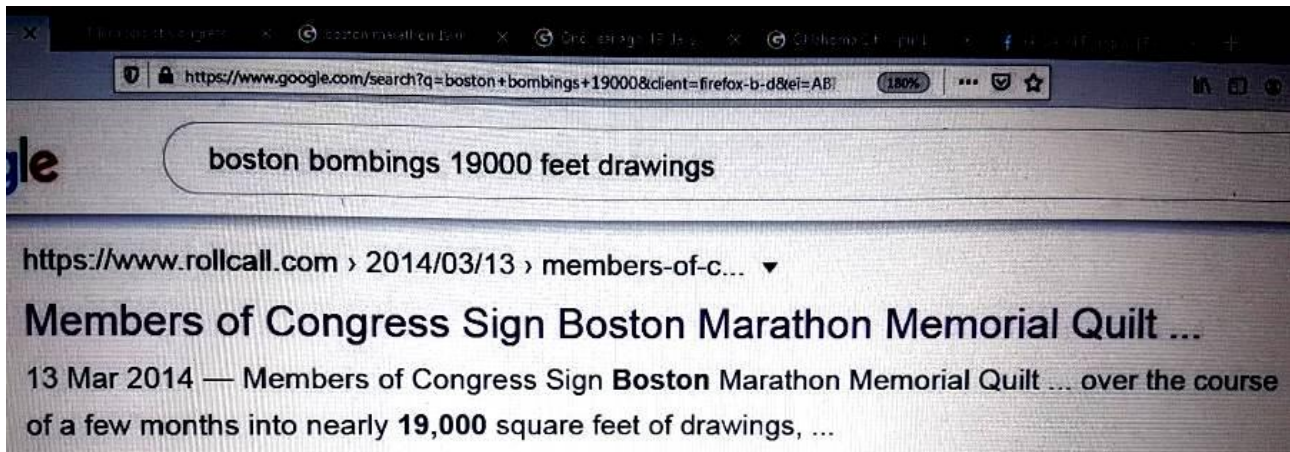 https://www.google.com/search?q=boston+bombings+19000&client=firefox-b-d&ei=AB 180%
gle boston bombings 19000 feet drawings
https://www.rollcall.com › 2014/03/13 › members-of-c... ▼
Members of Congress Sign Boston Marathon Memorial Quilt ...
13 Mar 2014 — Members of Congress Sign Boston Marathon Memorial Quilt ... over the course
of a few months into nearly 19,000 square feet of drawings, ...